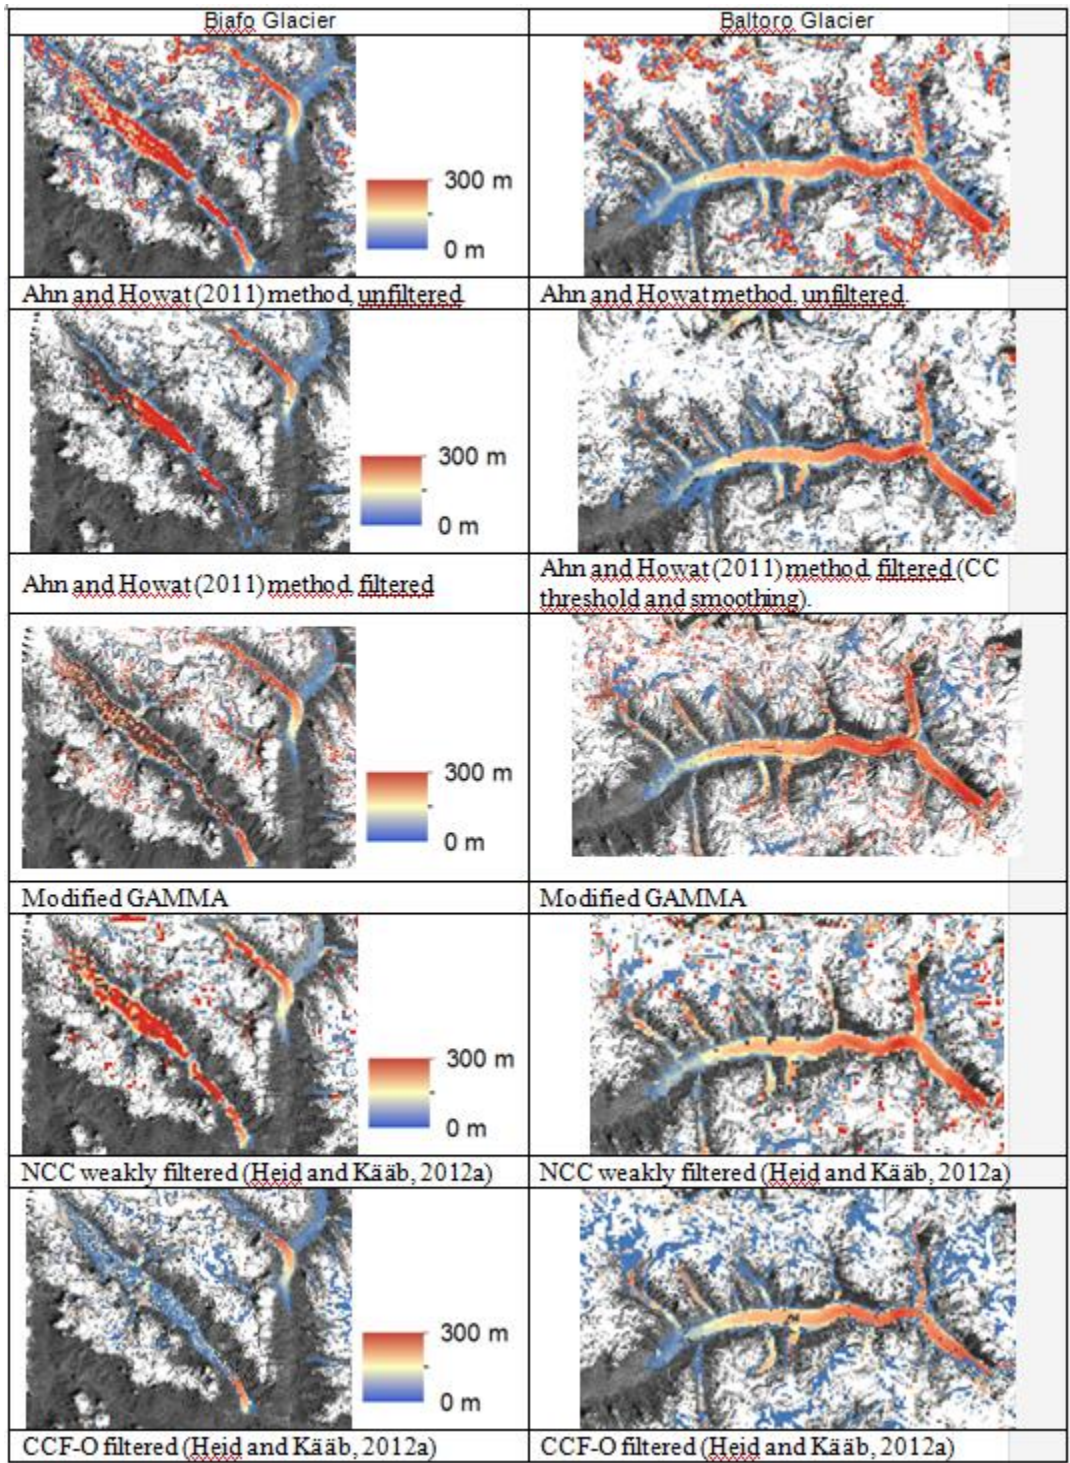 Biafo Glacier
Baltoro Glacier
300 m
0 m
Ahn and Howat (2011) method, unfiltered
Ahn and Howat method, unfiltered.
300 m
0 m
Ahn and Howat (2011) method, filtered
Ahn and Howat (2011) method, filtered (CC
threshold and smoothing).
300 m
0 m
Modified GAMMA
Modified GAMMA
300 m
0 m
NCC weakly filtered (Heid and Kääb, 2012a)
NCC weakly filtered (Heid and Kääb, 2012a)
300 m
0 m
CCF-O filtered (Heid and Kääb, 2012a)
CCF-O filtered (Heid and Kääb, 2012a)